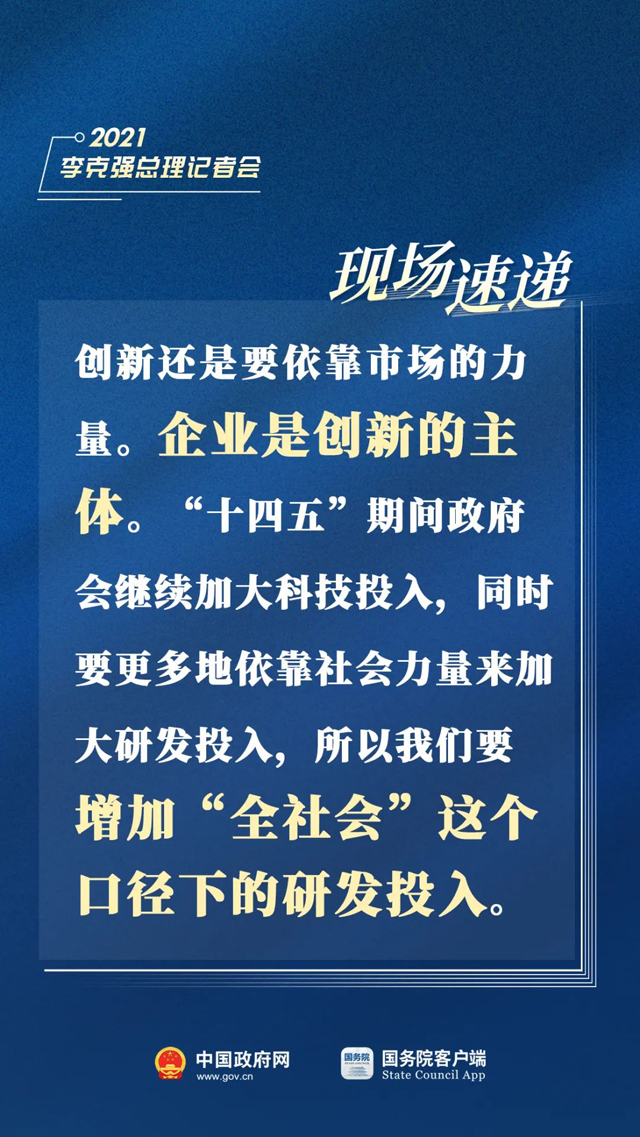 2021
李克强总理记者会
现场速递
创新还是要依靠市场的力
量。企业是创新的主
体。“十四五”期间政府
会继续加大科技投入，同时
要更多地依靠社会力量来加
大研发投入，所以我们要
增加“全社会”这个
口径下的研发投入。
中国政府网
www.gov.cn
国务院
国务院客户端
State Council App